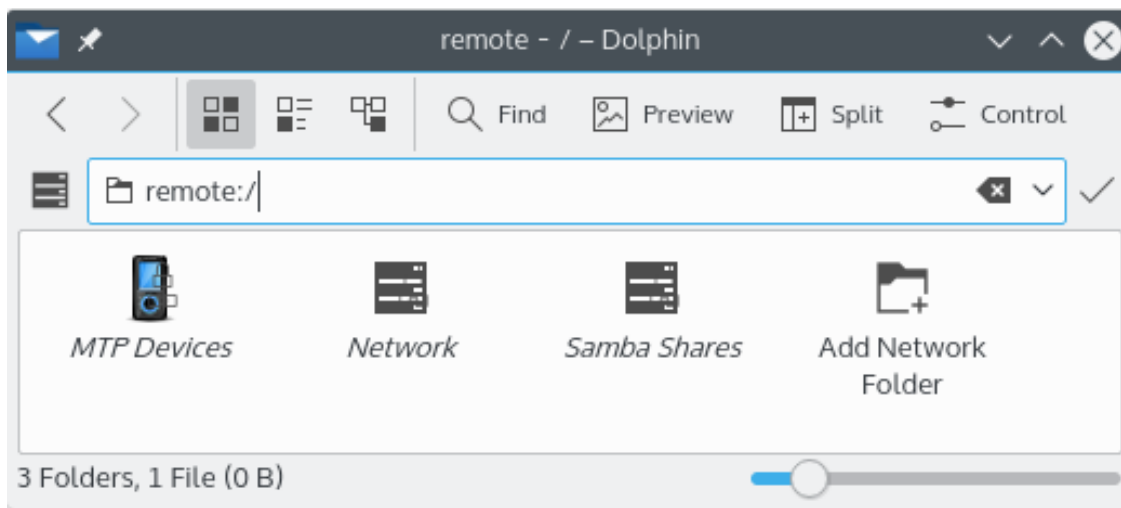 remote - / – Dolphin
Find Preview Split Control
remote:/
MTP Devices Network Samba Shares Add Network
Folder
3 Folders, 1 File (0 B)